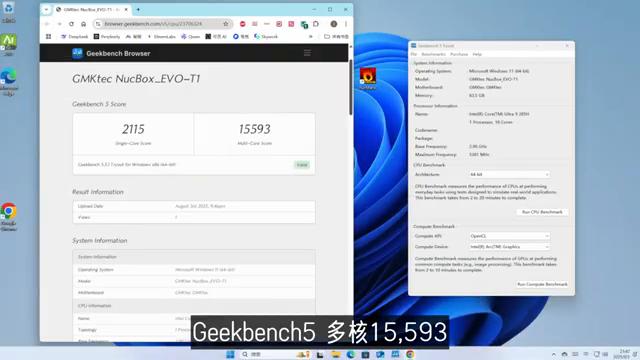 browser.geekbench.com/v5/cpu/23706324
Geekbench Browser
GMKtec NucBox_EVO-T1
Geekbench 5 Score
2115
Single-Core Score
15593
Multi-Core Score
Geekbench 5.5.1 Tryout for Windows x86 (64-bit)
Valid
Result Information
Upload Date
August 3rd 2025, 9:46pm
Views
1
System Information
System Information
Operating System
Microsoft Windows 11 (64-bit)
Model
GMKtec NucBox_EVO-T1
Motherboard
GMKtec GMKtec
CPU Information
Name
Topology
Geekbench 5 Tryout
File Benchmarks Purchase Help
System Information
Operating System: Microsoft Windows 11 (64-bit)
Model: GMKtec NucBox_EVO-T1
Motherboard: GMKtec GMKtec
Memory: 63.5 GB
Processor Information
Name: Intel(R) Core(TM) Ultra 9 285H
1 Processor, 16 Cores
Codename:
Package:
Base Frequency:
Maximum Frequency:
CPU Benchmark
Architecture: 64-bit
CPU Benchmark measures the performance of CPUs at performing
everyday tasks using tests designed to simulate real-world applications.
This benchmark takes from 2 to 20 minutes to complete.
Run CPU Benchmark
Compute Benchmark
Compute API: OpenCL
Compute Device: Intel(R) Arc(TM) Graphics
Compute Benchmark measures the performance of GPUs at performing
common compute tasks (e.g., image processing). This benchmark takes
from 2 to 10 minutes to complete.
Run Compute Benchmark
Geekbench5 多核15,593
Microsoft
Edge
Google
Chrome
搜索
21:47